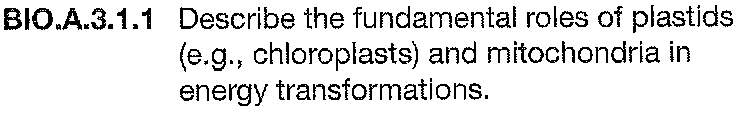 BIO.A.3.1.1 Describe the fundamental roles of plastids
(e.g., chloroplasts) and mitochondria in
energy transformations.